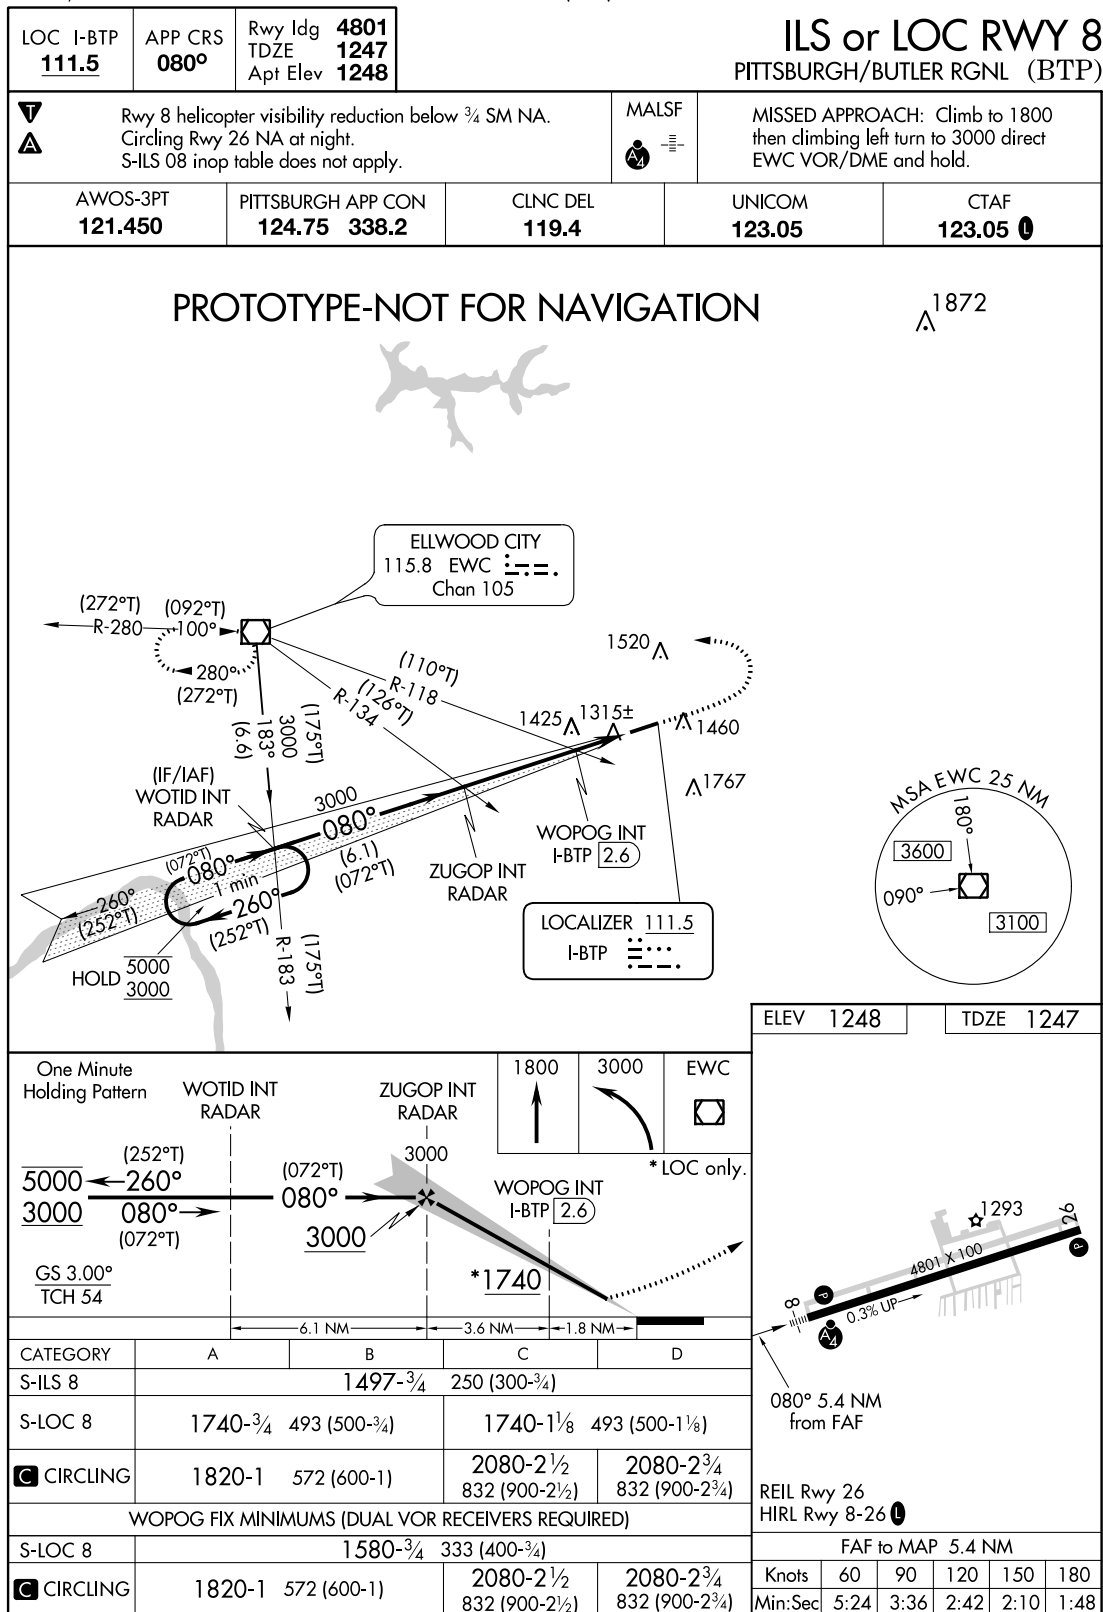 LOC I-BTP
111.5
APP CRS
080°
Rwy ldg 4801
TDZE 1247
Apt Elev 1248
ILS or LOC RWY 8
PITTSBURGH/BUTLER RGNL (BTP)
T
A
Rwy 8 helicopter visibility reduction below ¾ SM NA.
Circling Rwy 26 NA at night.
S-ILS 08 inop table does not apply.
MALSF
A4
MISSED APPROACH: Climb to 1800
then climbing left turn to 3000 direct
EWC VOR/DME and hold.
AWOS-3PT
121.450
PITTSBURGH APP CON
124.75 338.2
CLNC DEL
119.4
UNICOM
123.05
CTAF
123.05 L
PROTOTYPE-NOT FOR NAVIGATION
1872
ELLWOOD CITY
115.8 EWC
Chan 105
(272°T) (092°T)
R-280 100°
280°
(272°T)
(110°T)
R-118
(126°T)
R-134
1520
1425
1315±
1460
1767
(175°T)
3000
183°
(6.6)
(IF/IAF)
WOTID INT
RADAR
3000
080°
(6.1)
(072°T)
(072°T)
080°
1 min
260°
(252°T)
260°
(252°T)
R-183
(175°T)
HOLD 5000
3000
ZUGOP INT
RADAR
WOPOG INT
I-BTP 2.6
LOCALIZER 111.5
I-BTP
MSA EWC 25 NM
180°
3600
090°
3100
ELEV 1248
TDZE 1247
One Minute
Holding Pattern
WOTID INT
RADAR
ZUGOP INT
RADAR
3000
1800
3000
EWC
* LOC only.
(252°T)
5000 260°
3000 080°
(072°T)
(072°T)
080°
3000
WOPOG INT
I-BTP 2.6
*1740
GS 3.00°
TCH 54
6.1 NM
3.6 NM
1.8 NM
1293
26
P
4801 X 100
P
8
0.3% UP
A4
080° 5.4 NM
from FAF
REIL Rwy 26
HIRL Rwy 8-26 L
CATEGORY A B C D
S-ILS 8 1497-¾ 250 (300-¾)
S-LOC 8 1740-¾ 493 (500-¾) 1740-1⅛ 493 (500-1⅛)
C CIRCLING 1820-1 572 (600-1) 2080-2½ 832 (900-2½) 2080-2¾ 832 (900-2¾)
WOPOG FIX MINIMUMS (DUAL VOR RECEIVERS REQUIRED)
S-LOC 8 1580-¾ 333 (400-¾)
C CIRCLING 1820-1 572 (600-1) 2080-2½ 832 (900-2½) 2080-2¾ 832 (900-2¾)
FAF to MAP 5.4 NM
Knots 60 90 120 150 180
Min:Sec 5:24 3:36 2:42 2:10 1:48